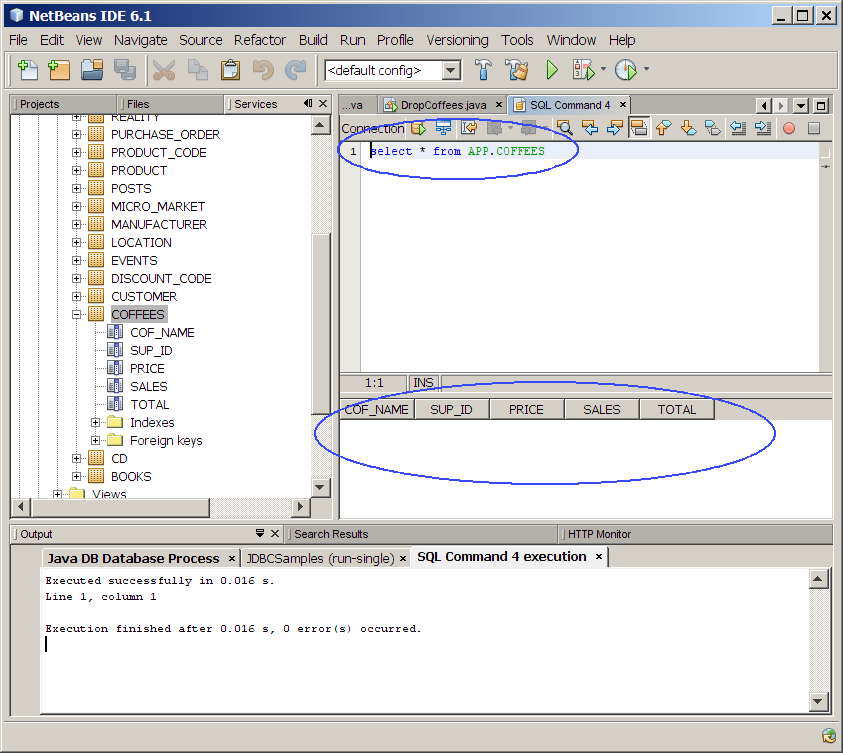 NetBeans IDE 6.1
File Edit View Navigate Source Refactor Build Run Profile Versioning Tools Window Help
<default config>
Projects Files Services
...va DropCoffees.java SQL Command 4
REALITY
PURCHASE_ORDER
PRODUCT_CODE
PRODUCT
POSTS
MICRO_MARKET
MANUFACTURER
LOCATION
EVENTS
DISCOUNT_CODE
CUSTOMER
COFFEES
COF_NAME
SUP_ID
PRICE
SALES
TOTAL
Indexes
Foreign keys
CD
BOOKS
Views
Connection
1 select * from APP.COFFEES
1:1 INS
COF_NAME SUP_ID PRICE SALES TOTAL
Output Search Results HTTP Monitor
Java DB Database Process JDBCSamples (run-single) SQL Command 4 execution
Executed successfully in 0.016 s.
Line 1, column 1
Execution finished after 0.016 s, 0 error(s) occurred.